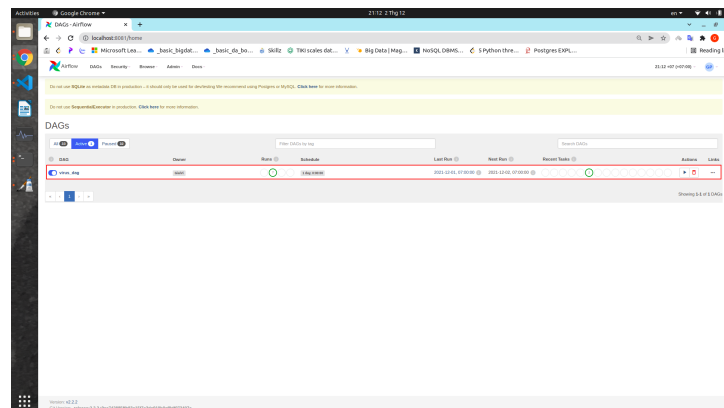 Activities
Google Chrome
21:12 2 Thg 12
en
DAGs - Airflow
localhost:8081/home
Microsoft Lea...
_basic_bigdat...
_basic_da_bo...
Skillz
TIKI scales dat...
Big Data | Mag...
NoSQL DBMS...
5 Python thre...
Postgres EXPL...
Reading l
Airflow
DAGs
Security
Browse
Admin
Docs
21:12 +07 (+07:00)
GP
Do not use SQLite as metadata DB in production – it should only be used for dev/testing We recommend using Postgres or MySQL. Click here for more information.
Do not use SequentialExecutor in production. Click here for more information.
DAGs
All
Active
Paused
Filter DAGs by tag
Search DAGs
DAG
Owner
Runs
Schedule
Last Run
Next Run
Recent Tasks
Actions
Links
virus_dag
1 day, 0:00:00
2021-12-01, 07:00:00
2021-12-02, 07:00:00
« ‹ 1 › »
Showing 1-1 of 1 DAGs
Version: v2.2.2